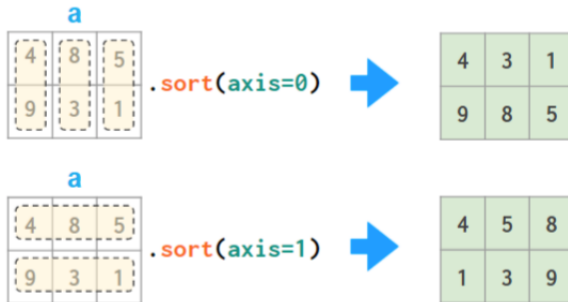 a
4 8 5 .sort(axis=0) 4 3 1
9 3 1 9 8 5
a
4 8 5 .sort(axis=1) 4 5 8
9 3 1 1 3 9